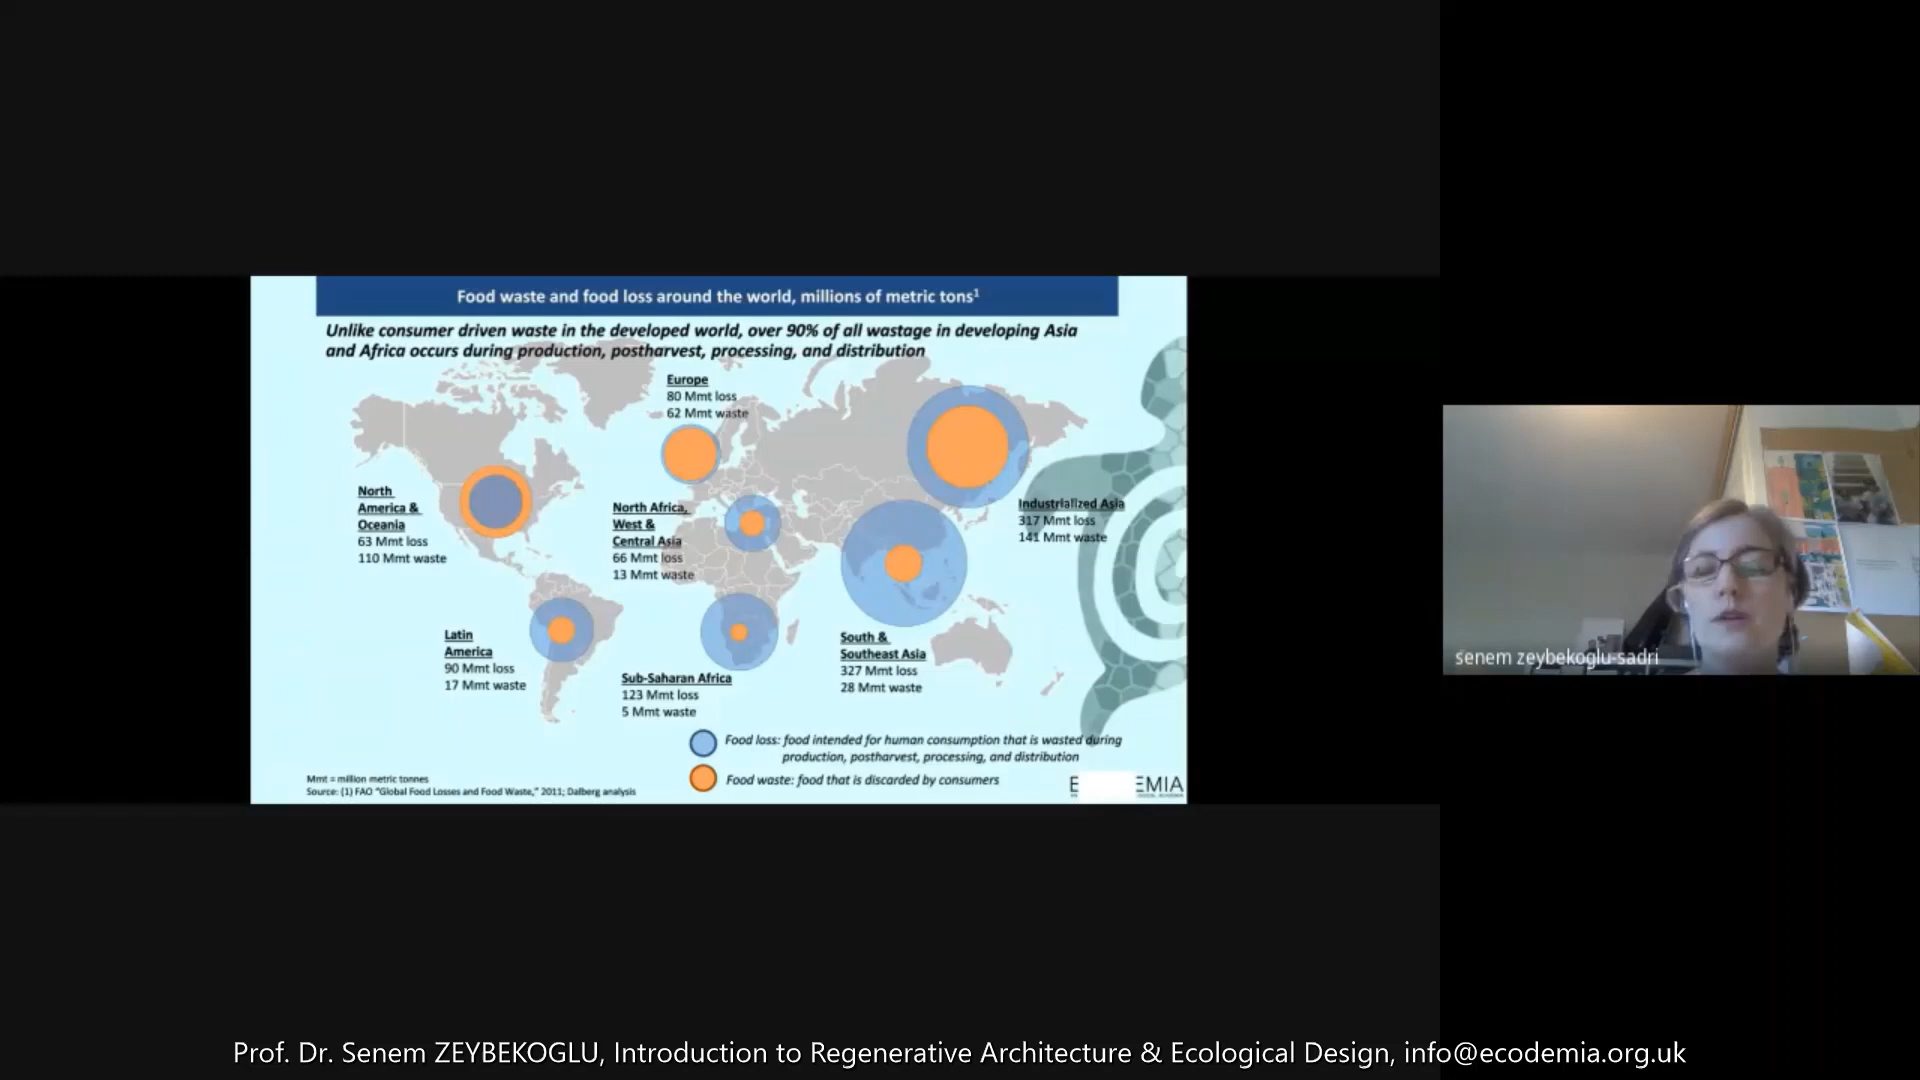 Food waste and food loss around the world, millions of metric tons¹
Unlike consumer driven waste in the developed world, over 90% of all wastage in developing Asia
and Africa occurs during production, postharvest, processing, and distribution
Europe
80 Mmt loss
62 Mmt waste
North
America &
Oceania
63 Mmt loss
110 Mmt waste
North Africa,
West &
Central Asia
66 Mmt loss
13 Mmt waste
Industrialized Asia
317 Mmt loss
141 Mmt waste
Latin
America
90 Mmt loss
17 Mmt waste
Sub-Saharan Africa
123 Mmt loss
5 Mmt waste
South &
Southeast Asia
327 Mmt loss
28 Mmt waste
Food loss: food intended for human consumption that is wasted during
production, postharvest, processing, and distribution
Food waste: food that is discarded by consumers
Mmt = million metric tonnes
Source: (1) FAO "Global Food Losses and Food Waste," 2011; Dalberg analysis
senem zeybekoglu-sadri
Prof. Dr. Senem ZEYBEKOGLU, Introduction to Regenerative Architecture & Ecological Design, info@ecodemia.org.uk